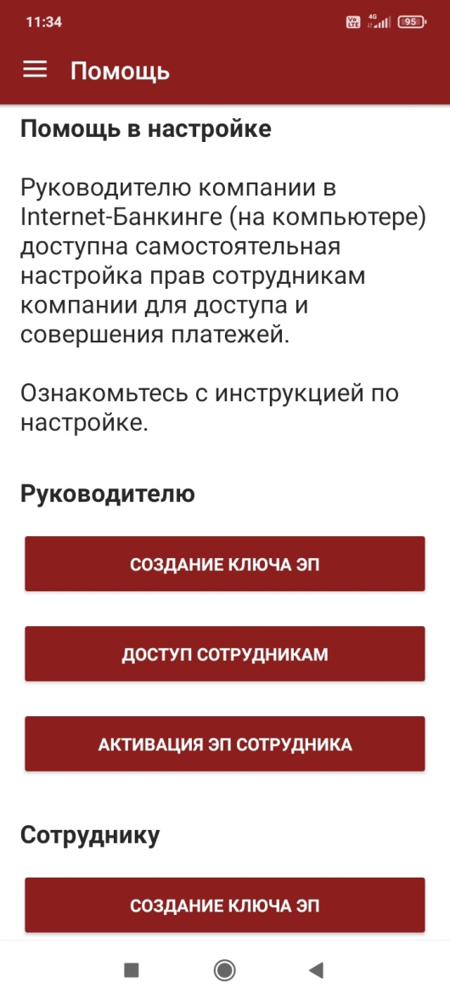 11:34
Vo LTE 4G 95
Помощь
Помощь в настройке
Руководителю компании в
Internet-Банкинге (на компьютере)
доступна самостоятельная
настройка прав сотрудникам
компании для доступа и
совершения платежей.
Ознакомьтесь с инструкцией по
настройке.
Руководителю
СОЗДАНИЕ КЛЮЧА ЭП
ДОСТУП СОТРУДНИКАМ
АКТИВАЦИЯ ЭП СОТРУДНИКА
Сотруднику
СОЗДАНИЕ КЛЮЧА ЭП